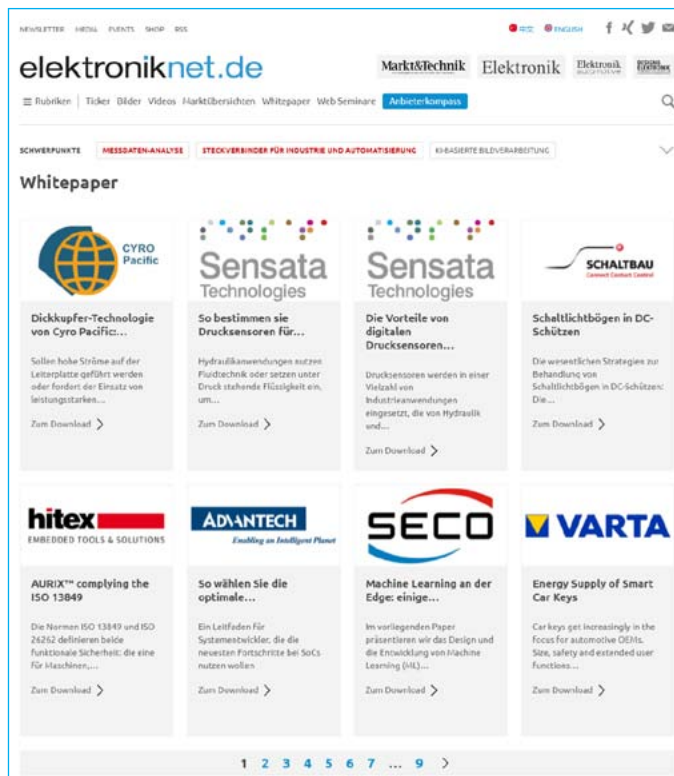 NEWSLETTER MEDIA EVENTS SHOP RSS
中文 ENGLISH
elektroniknet.de
Markt&Technik Elektronik Elektronik automotive DESIGN& ELEKTRONIK
Rubriken | Ticker Bilder Videos Marktübersichten Whitepaper Web Seminare Anbieterkompass
SCHWERPUNKTE MESSDATEN-ANALYSE STECKVERBINDER FÜR INDUSTRIE UND AUTOMATISIERUNG KI-BASIERTE BILDVERARBEITUNG
Whitepaper
CYRO
Pacific
Dickkupfer-Technologie
von Cyro Pacific:...
Sollen hohe Ströme auf der
Leiterplatte geführt werden
oder fordert der Einsatz von
leistungsstarken...
Zum Download
Sensata
Technologies
So bestimmen sie
Drucksensoren für...
Hydraulikanwendungen nutzen
Fluidtechnik oder setzen unter
Druck stehende Flüssigkeit ein,
um...
Zum Download
Sensata
Technologies
Die Vorteile von
digitalen
Drucksensoren...
Drucksensoren werden in einer
Vielzahl von
Industrieanwendungen
eingesetzt, die von Hydraulik
und...
Zum Download
SCHALTBAU
Connect Contact Control
Schaltlichtbögen in DC-
Schützen
Die wesentlichen Strategien zur
Behandlung von
Schaltlichtbögen in DC-Schützen:
Die...
Zum Download
hitex
EMBEDDED TOOLS & SOLUTIONS
AURIX™ complying the
ISO 13849
Die Normen ISO 13849 und ISO
26262 definieren beide
funktionale Sicherheit: die eine
für Maschinen,...
Zum Download
ADVANTECH
Enabling an Intelligent Planet
So wählen Sie die
optimale...
Ein Leitfaden für
Systementwickler, die die
neuesten Fortschritte bei SoCs
nutzen wollen
Zum Download
SECO
Machine Learning an der
Edge: einige...
Im vorliegenden Paper
präsentieren wir das Design und
die Entwicklung von Machine
Learning (ML)...
Zum Download
VARTA
Energy Supply of Smart
Car Keys
Car keys get increasingly in the
focus for automotive OEMs.
Size, safety and extended user
functions...
Zum Download
1 2 3 4 5 6 7 ... 9